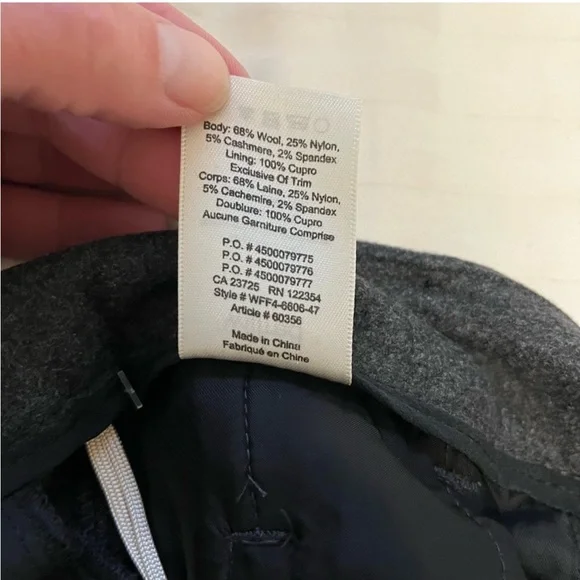 Body: 68% Wool, 25% Nylon,
5% Cashmere, 2% Spandex
Lining: 100% Cupro
Exclusive Of Trim
Corps: 68% Laine, 25% Nylon,
5% Cachemire, 2% Spandex
Doublure: 100% Cupro
Aucune Garniture Comprise
P.O. # 4500079775
P.O. # 4500079776
P.O. # 4500079777
CA 23725 RN 122354
Style # WFF4-6606-47
Article # 60356
Made in China
Fabriqué en Chine